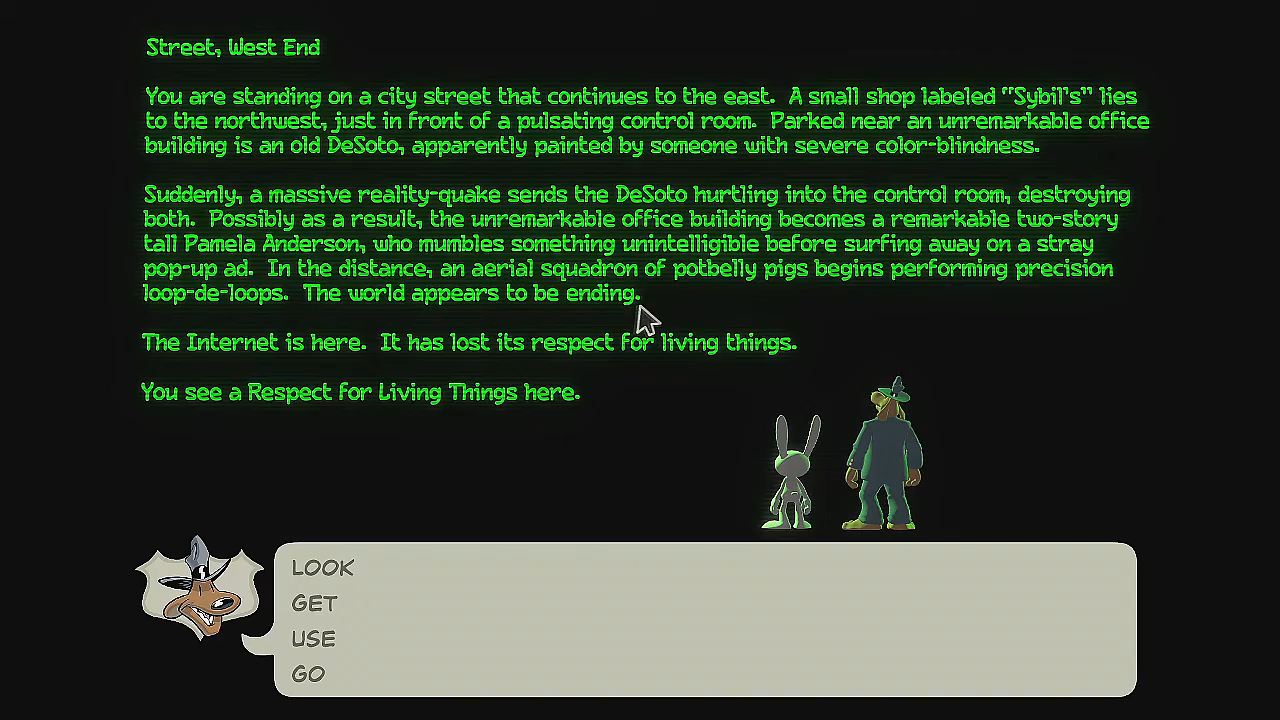 Street, West End
You are standing on a city street that continues to the east. A small shop labeled “Sybil's” lies
to the northwest, just in front of a pulsating control room. Parked near an unremarkable office
building is an old DeSoto, apparently painted by someone with severe color-blindness.
Suddenly, a massive reality-quake sends the DeSoto hurtling into the control room, destroying
both. Possibly as a result, the unremarkable office building becomes a remarkable two-story
tall Pamela Anderson, who mumbles something unintelligible before surfing away on a stray
pop-up ad. In the distance, an aerial squadron of potbelly pigs begins performing precision
loop-de-loops. The world appears to be ending.
The Internet is here. It has lost its respect for living things.
You see a Respect for Living Things here.
LOOK
GET
USE
GO